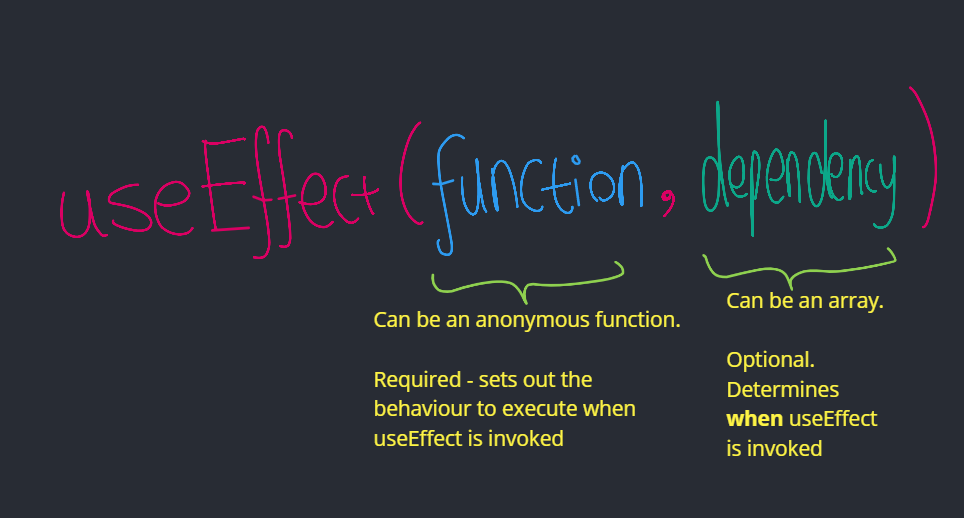 useEffect(function, dependency)
Can be an anonymous function.
Required - sets out the
behaviour to execute when
useEffect is invoked
Can be an array.
Optional.
Determines
when useEffect
is invoked